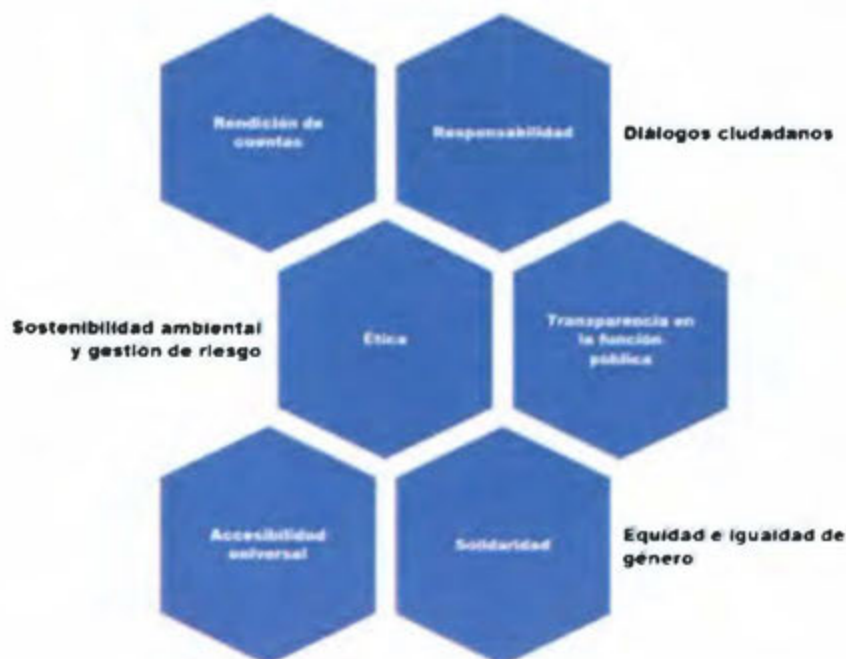 Rendición de
cuentas
Responsabilidad
Diálogos ciudadanos
Sostenibilidad ambiental
y gestión de riesgo
Ética
Transparencia en
la función
pública
Accesibilidad
universal
Solidaridad
Equidad e igualdad de
género